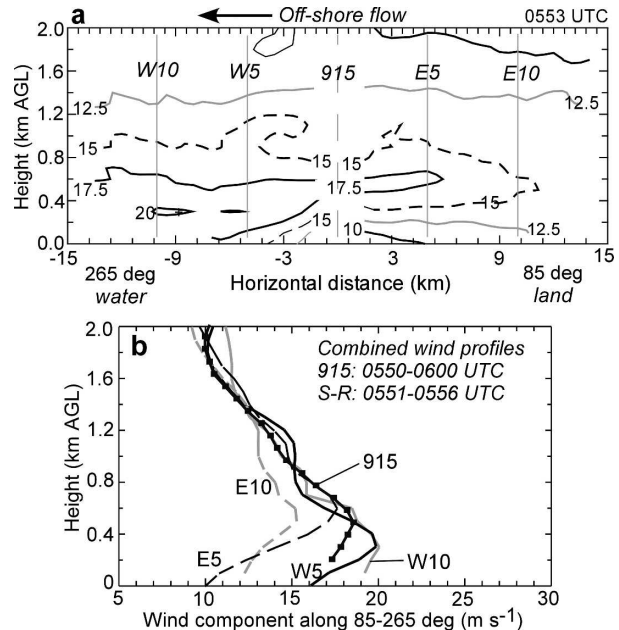 Off-shore flow
a
0553 UTC
2.0
1.6
1.2
0.8
0.4
0.0
Height (km AGL)
W10
W5
915
E5
E10
12.5
12.5
15
15
15
17.5
17.5
15
20
15
10
12.5
-15
-9
-3
3
9
15
265 deg
water
Horizontal distance (km)
85 deg
land
b
Combined wind profiles
915: 0550-0600 UTC
S-R: 0551-0556 UTC
2.0
1.6
1.2
0.8
0.4
0
Height (km AGL)
915
E10
E5
W5
W10
5
10
15
20
25
30
Wind component along 85-265 deg (m s-1)